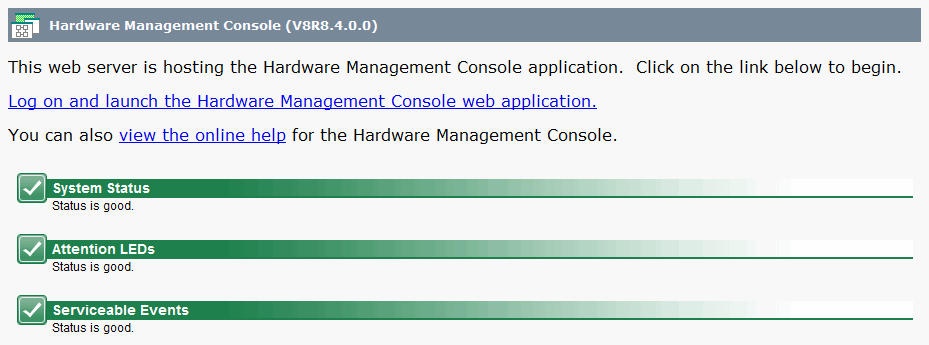 Hardware Management Console (V8R8.4.0.0)
This web server is hosting the Hardware Management Console application.  Click on the link below to begin.
Log on and launch the Hardware Management Console web application.
You can also view the online help for the Hardware Management Console.
System Status
Status is good.
Attention LEDs
Status is good.
Serviceable Events
Status is good.